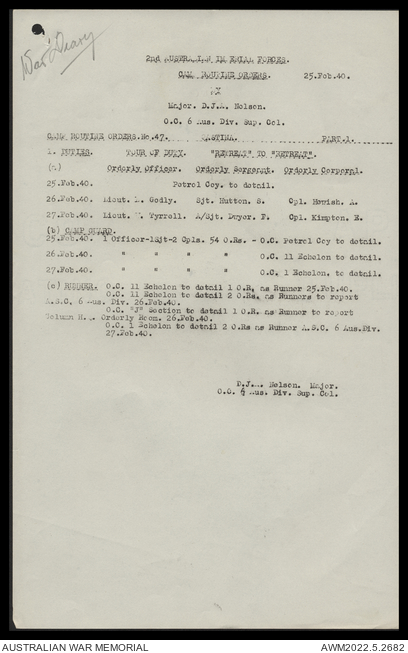 War Diary
2nd AUSTRALIAN IMPERIAL FORCES.
CAMP ROUTINE ORDERS. 25.Feb.40.
BY
Major. D.J.A. Nelson.
O.C. 6 Aus. Div. Sup. Col.
CAMP ROUTINE ORDERS.No.47. QASTINA. PART.1.
1. DUTIES. TOUR OF DUTY. "RETREAT" TO "RETREAT".
(a) Orderly Officer. Orderly Sergeant. Orderly Corporal.
25.Feb.40. Petrol Coy. to detail.
26.Feb.40. Lieut. Godly. Sjt. Hutten. S. Cpl. Howish. A.
27.Feb.40. Lieut. Tyrrell. A/Sjt. Dwyer. F. Cpl. Kimpton. E.
(b) CAMP GUARD.
25.Feb.40. 1 Officer-1Sjt-2 Cpls. 54 O.Rs. - O.C. Petrol Coy to detail.
26.Feb.40. " " " " O.C. 11 Echelon to detail.
27.Feb.40. " " " " O.C. 1 Echelon. to detail.
(c) RUNNER. O.C. 11 Echelon to detail 1 O.R. as Runner 25.Feb.40.
O.C. 11 Echelon to detail 2 O.Rs. as Runners to report
A.S.C. 6 Aus. Div. 26.Feb.40.
O.C. "J" Section to detail 1 O.R. as Runner to report
Column H.Q. Orderly Room. 26.Feb.40.
O.C. 1 Echelon to detail 2 O.Rs as Runner A.S.C. 6 Aus.Div.
27.Feb.40.
D.J.A. Nelson. Major.
O.C. 6 Aus. Div. Sup. Col.
AUSTRALIAN WAR MEMORIAL AWM2022.5.2682